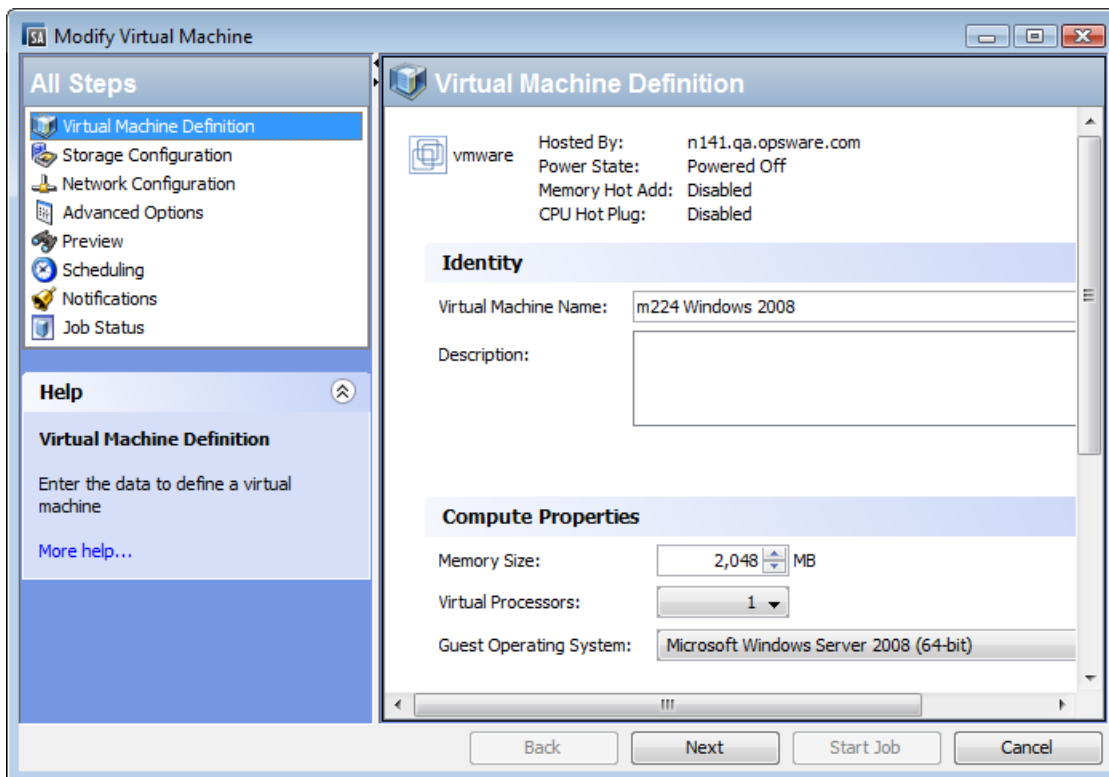 SA Modify Virtual Machine
All Steps
Virtual Machine Definition
Storage Configuration
Network Configuration
Advanced Options
Preview
Scheduling
Notifications
Job Status
Help
Virtual Machine Definition
Enter the data to define a virtual
machine
More help...
Virtual Machine Definition
vmware
Hosted By: n141.qa.opsware.com
Power State: Powered Off
Memory Hot Add: Disabled
CPU Hot Plug: Disabled
Identity
Virtual Machine Name: m224 Windows 2008
Description:
Compute Properties
Memory Size: 2,048 MB
Virtual Processors: 1
Guest Operating System: Microsoft Windows Server 2008 (64-bit)
Back Next Start Job Cancel